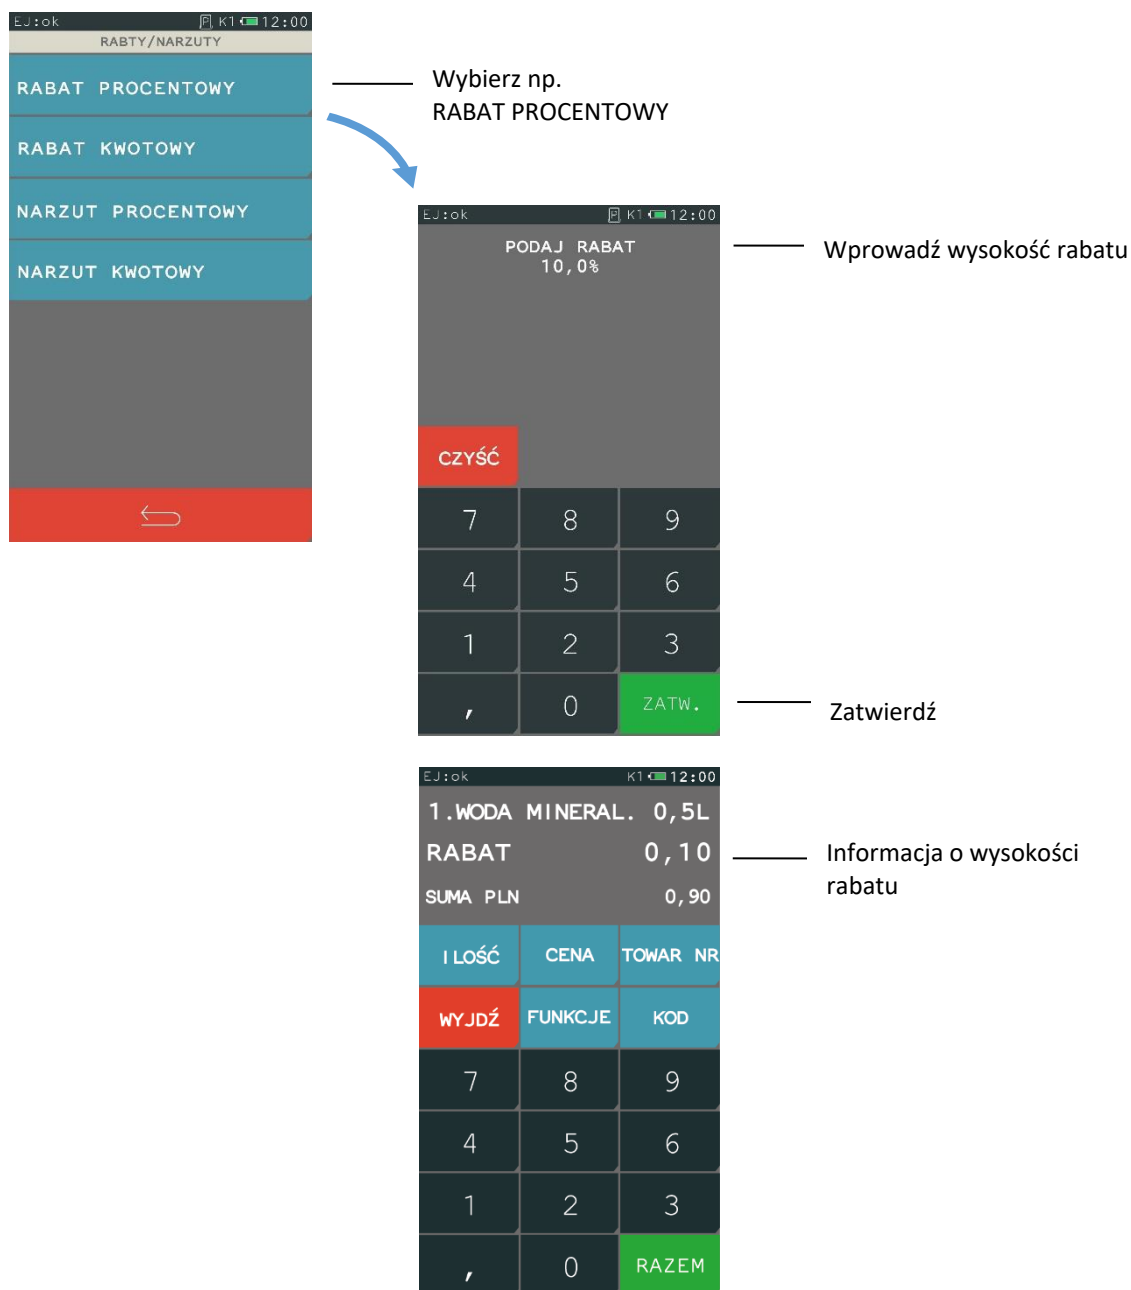 EJ:ok P K1 12:00
RABTY/NARZUTY
RABAT PROCENTOWY
RABAT KWOTOWY
NARZUT PROCENTOWY
NARZUT KWOTOWY
Wybierz np.
RABAT PROCENTOWY
EJ:ok P K1 12:00
PODAJ RABAT
10,0%
Wprowadź wysokość rabatu
CZYŚĆ
7 8 9
4 5 6
1 2 3
, 0 ZATW.
Zatwierdź
EJ:ok K1 12:00
1.WODA MINERAL. 0,5L
RABAT 0,10
SUMA PLN 0,90
Informacja o wysokości
rabatu
ILOŚĆ CENA TOWAR NR
WYJDŹ FUNKCJE KOD
7 8 9
4 5 6
1 2 3
, 0 RAZEM